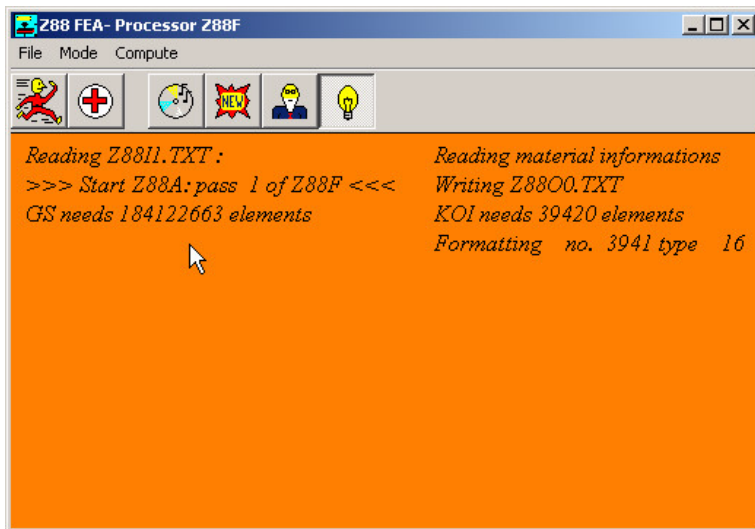 Z88 FEA- Processor Z88F
File Mode Compute
NEW
Reading Z88I1.TXT : Reading material informations
>>> Start Z88A: pass 1 of Z88F <<< Writing Z88O0.TXT
GS needs 184122663 elements KOI needs 39420 elements
Formatting no. 3941 type 16